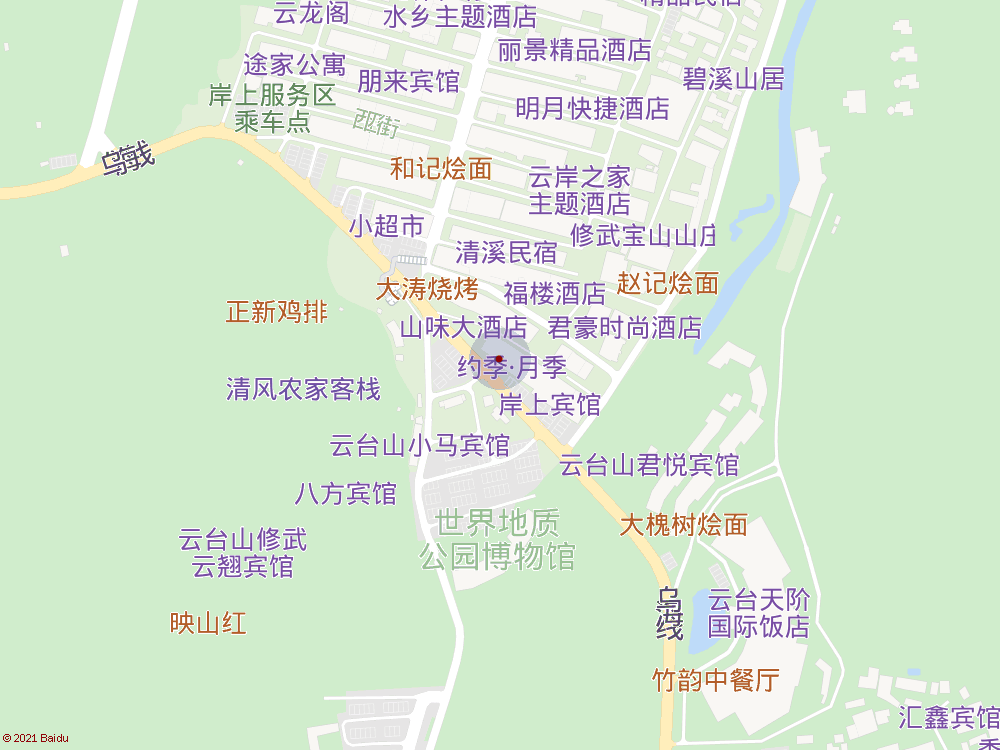 云龙阁
水乡主题酒店
精品民宿
丽景精品酒店
途家公寓
朋来宾馆
碧溪山居
岸上服务区
乘车点
明月快捷酒店
西区街
乌海线
和记烩面
云岸之家
主题酒店
小超市
修武宝山山庄
清溪民宿
大涛烧烤
福楼酒店
赵记烩面
正新鸡排
山味大酒店
君豪时尚酒店
约季·月季
清风农家客栈
岸上宾馆
云台山小马宾馆
云台山君悦宾馆
八方宾馆
世界地质
公园博物馆
大槐树烩面
云台山修武
云翘宾馆
乌海线
云台天阶
国际饭店
映山红
竹韵中餐厅
汇鑫宾馆
© 2021 Baidu